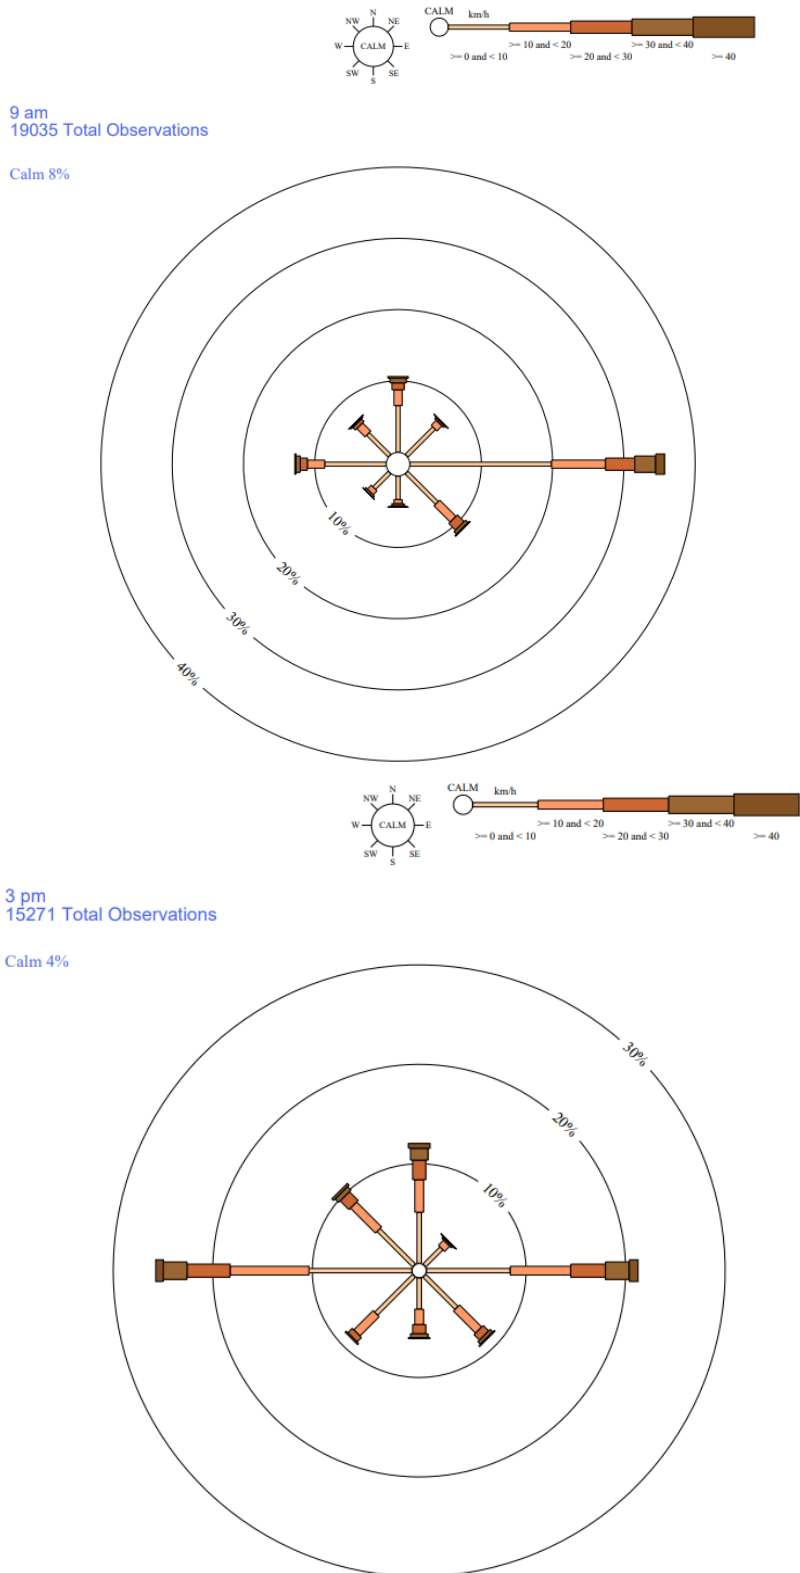 CALM km/h
N
NW NE
W CALM E
SW SE
S
>= 10 and < 20 >= 30 and < 40
>= 0 and < 10 >= 20 and < 30 >= 40
9 am
19035 Total Observations
Calm 8%
10%
20%
30%
40%
CALM km/h
N
NW NE
W CALM E
SW SE
S
>= 10 and < 20 >= 30 and < 40
>= 0 and < 10 >= 20 and < 30 >= 40
3 pm
15271 Total Observations
Calm 4%
30%
20%
10%